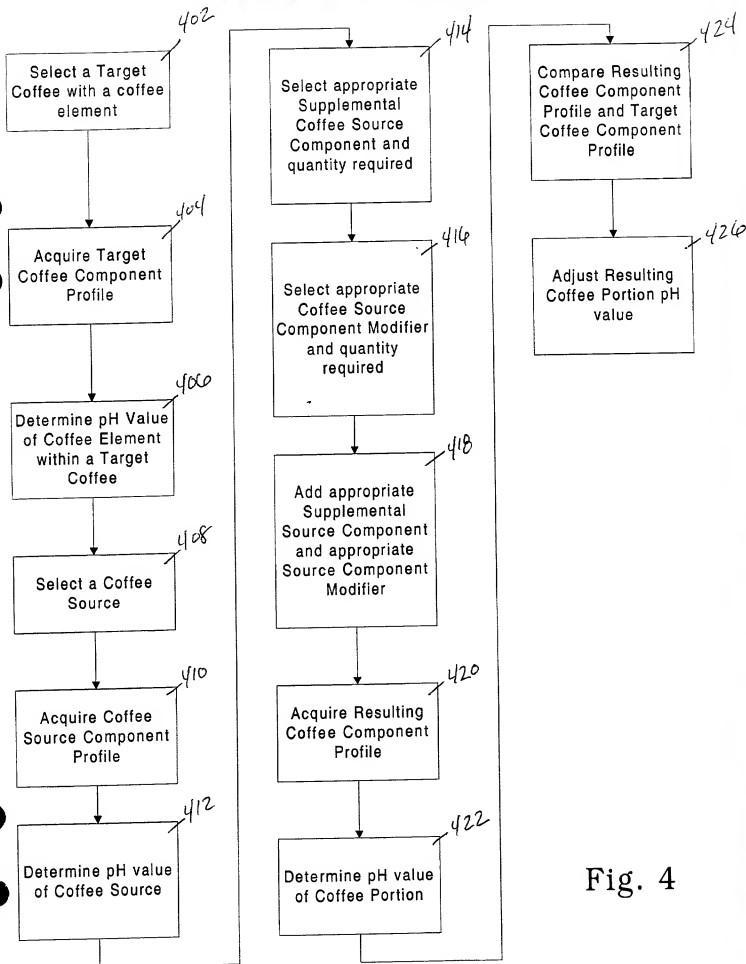 402
Select a Target
Coffee with a coffee
element
404
Acquire Target
Coffee Component
Profile
406
Determine pH Value
of Coffee Element
within a Target
Coffee
408
Select a Coffee
Source
410
Acquire Coffee
Source Component
Profile
412
Determine pH value
of Coffee Source
414
Select appropriate
Supplemental
Coffee Source
Component and
quantity required
416
Select appropriate
Coffee Source
Component Modifier
and quantity
required
418
Add appropriate
Supplemental
Source Component
and appropriate
Source Component
Modifier
420
Acquire Resulting
Coffee Component
Profile
422
Determine pH value
of Coffee Portion
424
Compare Resulting
Coffee Component
Profile and Target
Coffee Component
Profile
426
Adjust Resulting
Coffee Portion pH
value
Fig. 4